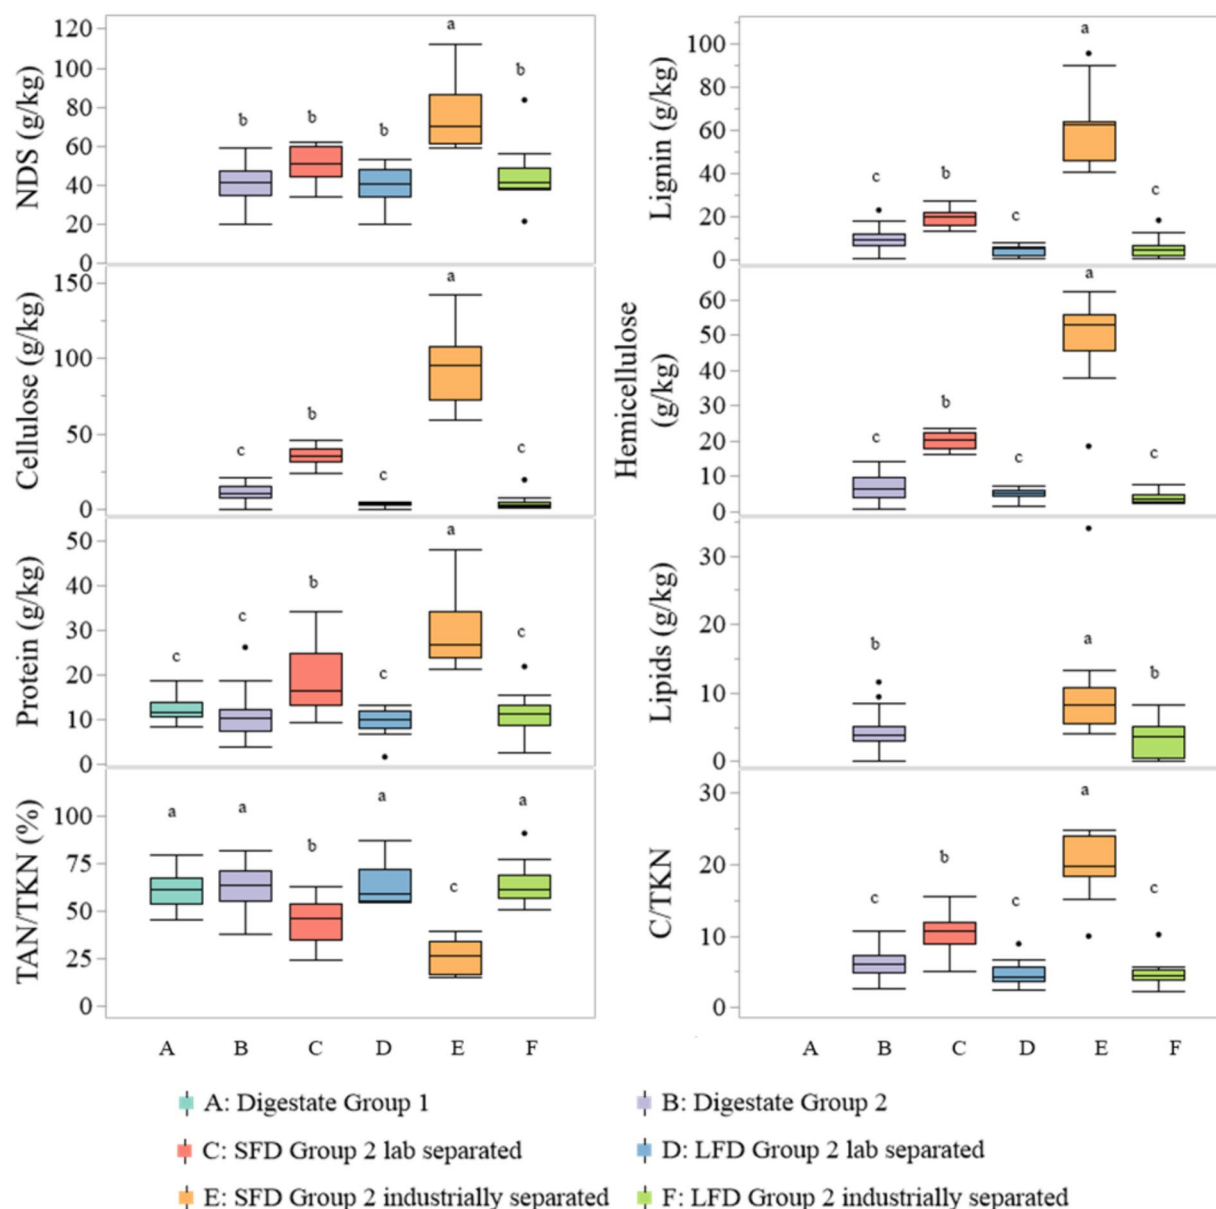 NDS (g/kg)
120
100
80
60
40
20
0
b
b
b
a
b
Lignin (g/kg)
100
80
60
40
20
0
c
b
c
a
c
Cellulose (g/kg)
150
100
50
0
c
b
c
a
c
Hemicellulose
(g/kg)
60
50
40
30
20
10
0
c
b
c
a
c
Protein (g/kg)
50
40
30
20
10
0
c
c
b
c
a
c
Lipids (g/kg)
30
20
10
0
b
a
b
TAN/TKN (%)
100
75
50
25
0
a
a
b
a
c
a
C/TKN
30
20
10
0
c
b
c
a
c
A B C D E F
A B C D E F
A: Digestate Group 1
B: Digestate Group 2
C: SFD Group 2 lab separated
D: LFD Group 2 lab separated
E: SFD Group 2 industrially separated
F: LFD Group 2 industrially separated